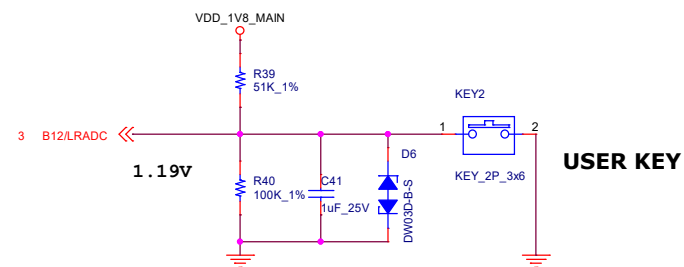 VDD_1V8_MAIN
R39
51K_1%
KEY2
3 B12/LRADC
1 2
1.19V
D6
USER KEY
R40
100K_1%
C41
1uF_25V
DW03D-B-S
KEY_2P_3x6